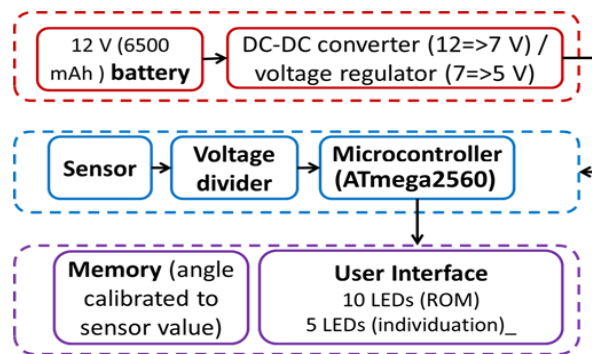 12 V (6500
mAh ) battery
DC-DC converter (12=>7 V) /
voltage regulator (7=>5 V)
Sensor
Voltage
divider
Microcontroller
(ATmega2560)
Memory (angle
calibrated to
sensor value)
User Interface
10 LEDs (ROM)
5 LEDs (individuation)_